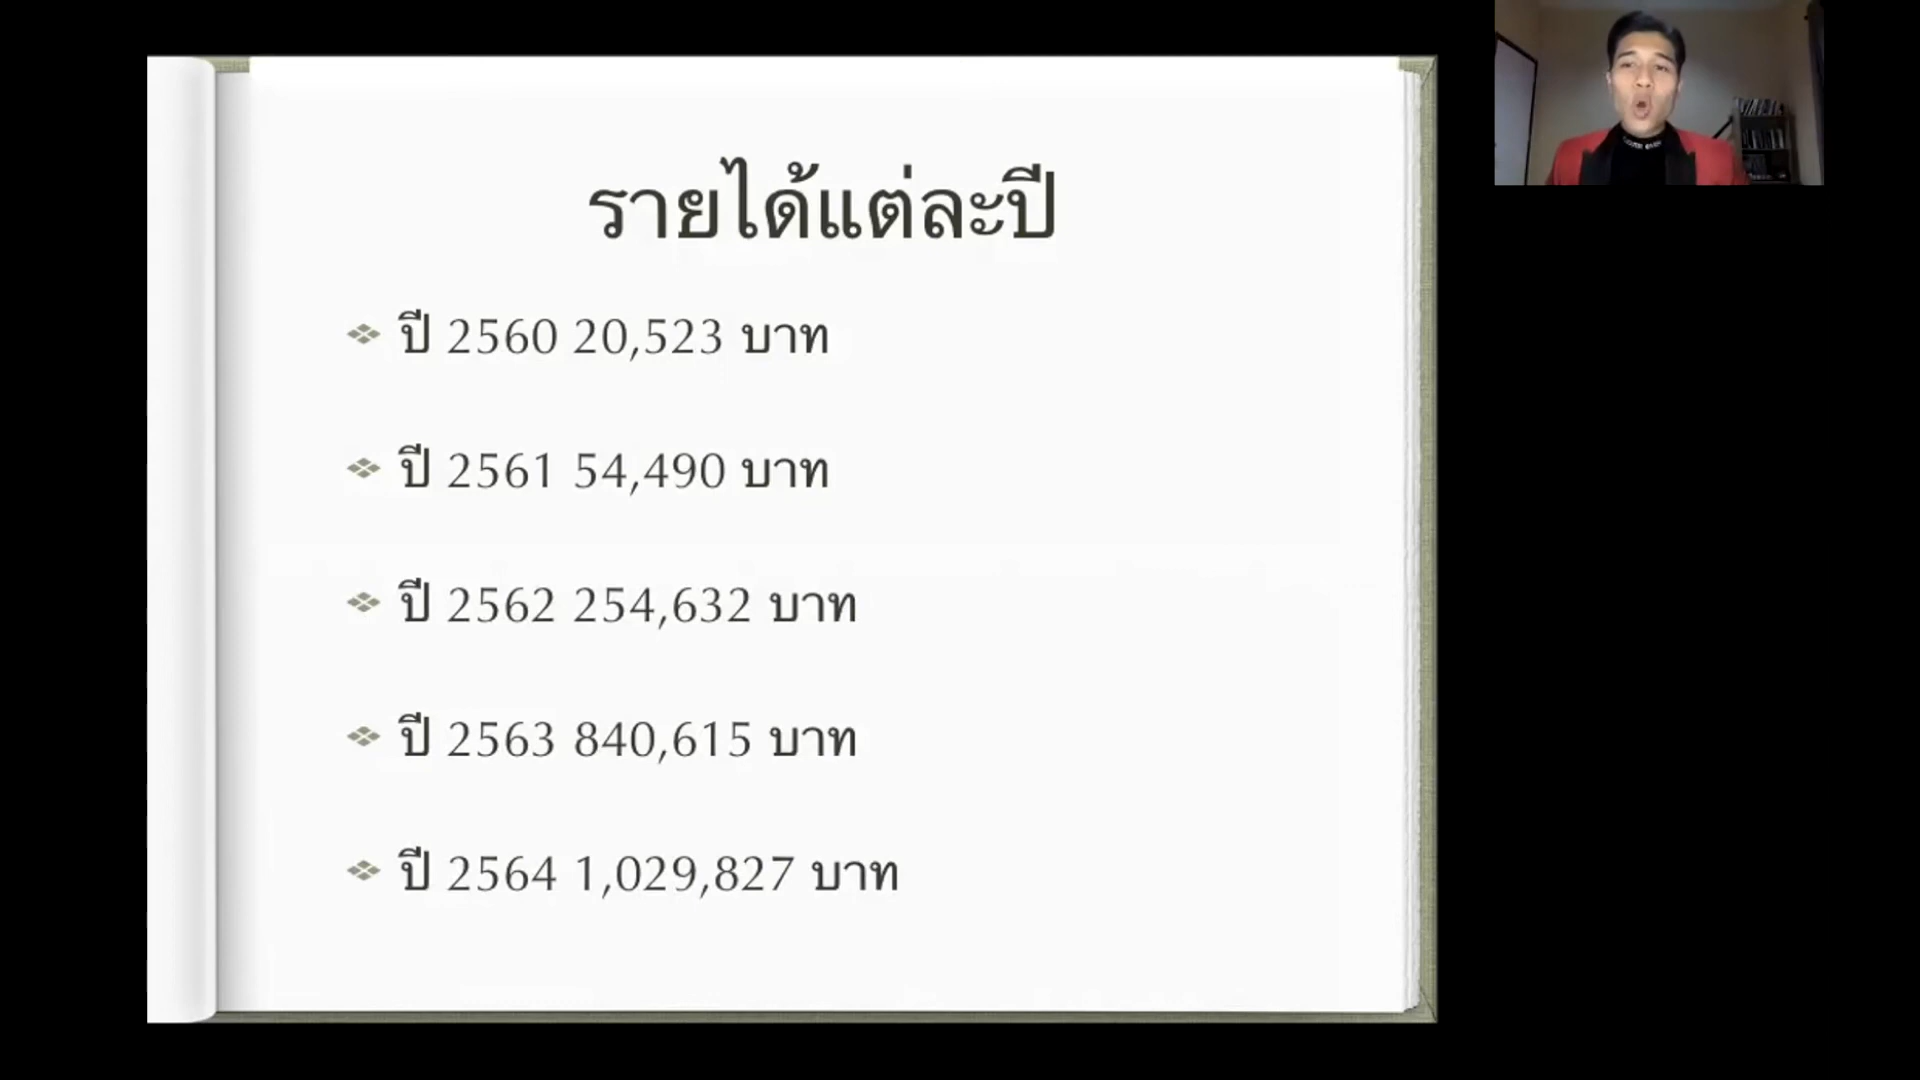 รายได้แต่ละปี
ปี 2560 20,523 บาท
ปี 2561 54,490 บาท
ปี 2562 254,632 บาท
ปี 2563 840,615 บาท
ปี 2564 1,029,827 บาท